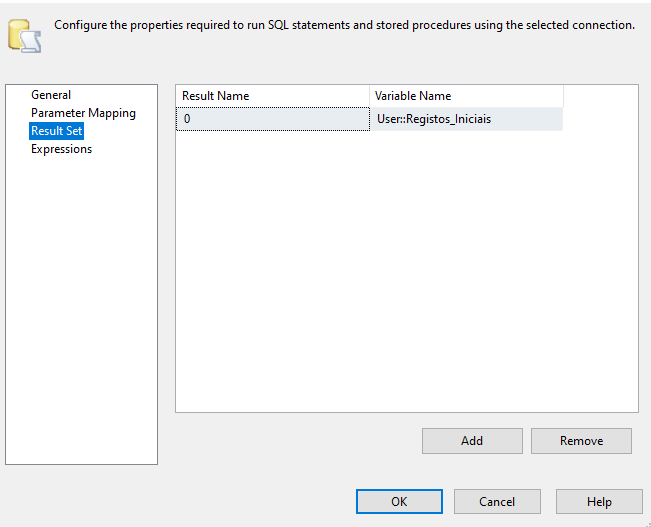 Configure the properties required to run SQL statements and stored procedures using the selected connection.
General
Parameter Mapping
Result Set
Expressions
Result Name Variable Name
0 User::Registos_Iniciais
Add Remove
OK Cancel Help